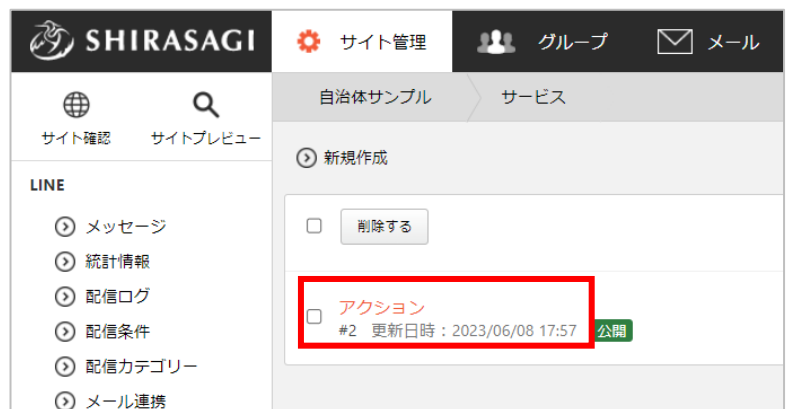 SHIRASAGI
サイト管理
グループ
メール
サイト確認
サイトプレビュー
自治体サンプル
サービス
新規作成
LINE
メッセージ
統計情報
配信ログ
配信条件
配信カテゴリー
メール連携
削除する
アクション
#2 更新日時：2023/06/08 17:57 公開